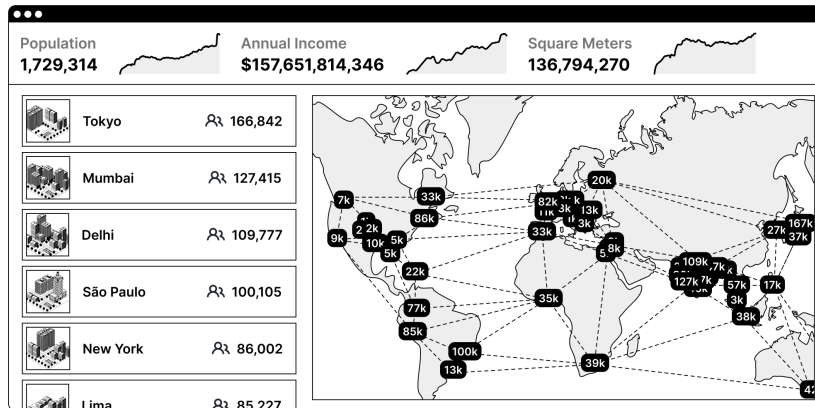 Population
1,729,314
Annual Income
$157,651,814,346
Square Meters
136,794,270
Tokyo 166,842
Mumbai 127,415
Delhi 109,777
São Paulo 100,105
New York 86,002
Lima 85,227
20k
7k
33k
82k
86k
13k
3k
167k
27k
37k
9k
2k
10k
5k
5k
33k
8k
109k
22k
127k
57k
17k
3k
35k
77k
38k
85k
100k
39k
13k